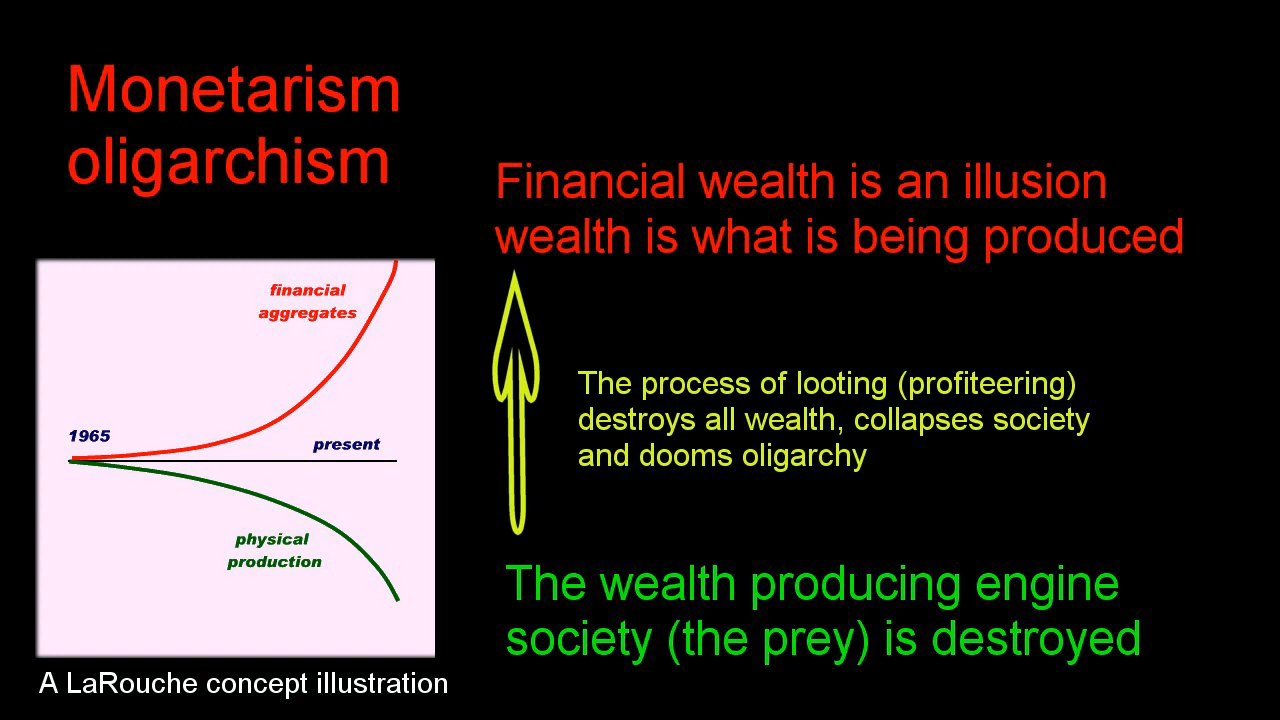 Monetarism
oligarchism
Financial wealth is an illusion
wealth is what is being produced
financial
aggregates
1965
present
physical
production
The process of looting (profiteering)
destroys all wealth, collapses society
and dooms oligarchy
The wealth producing engine
society (the prey) is destroyed
A LaRouche concept illustration